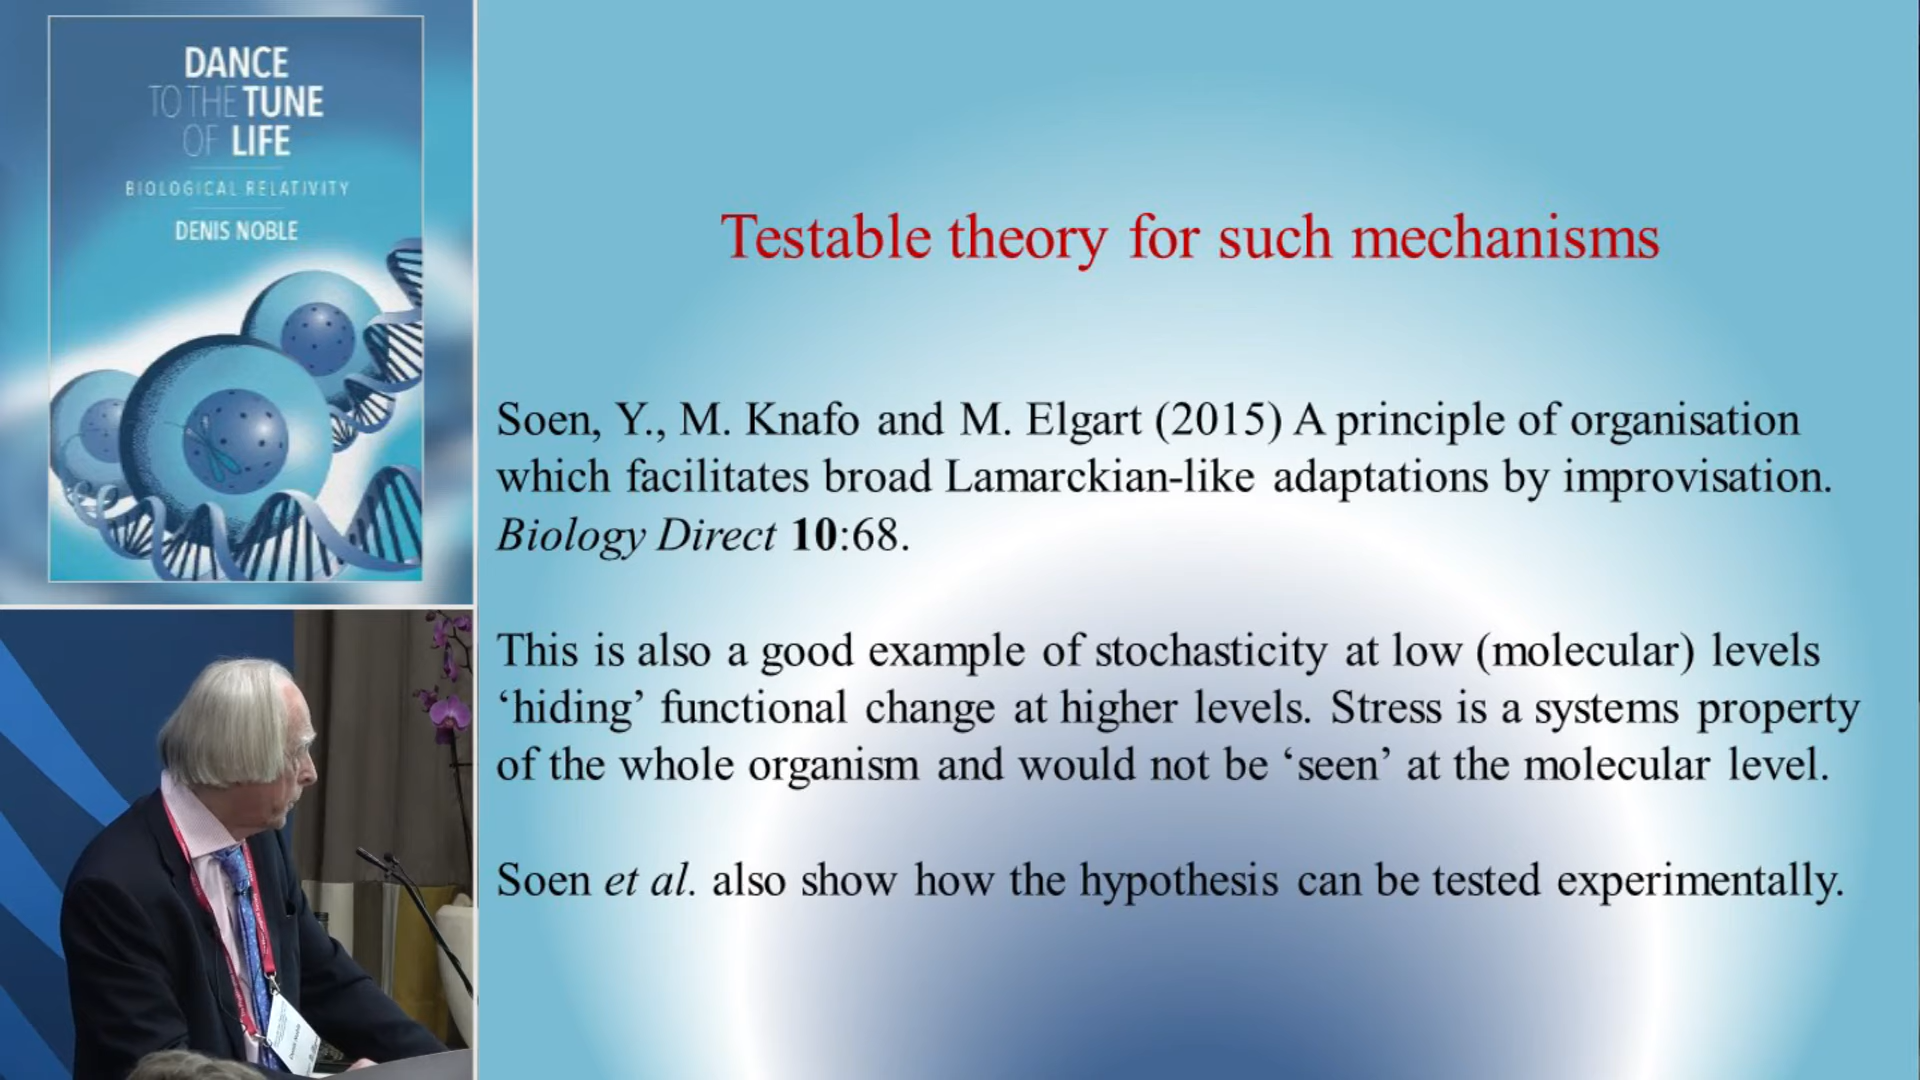 DANCE
TO THE TUNE
OF LIFE
BIOLOGICAL RELATIVITY
DENIS NOBLE
Testable theory for such mechanisms
Soen, Y., M. Knafo and M. Elgart (2015) A principle of organisation
which facilitates broad Lamarckian-like adaptations by improvisation.
Biology Direct 10:68.
This is also a good example of stochasticity at low (molecular) levels
‘hiding’ functional change at higher levels. Stress is a systems property
of the whole organism and would not be ‘seen’ at the molecular level.
Soen et al. also show how the hypothesis can be tested experimentally.
Denis Noble